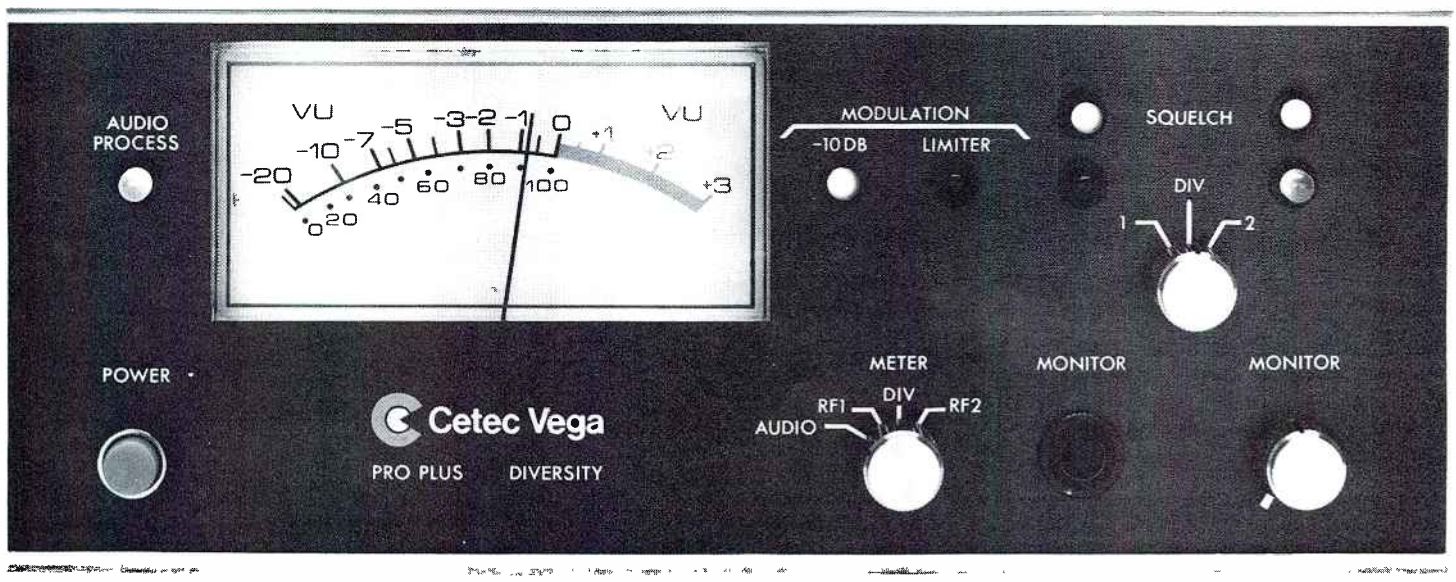 AUDIO
PROCESS
VU
VU
-20
-10
-7
-5
-3
-2
-1
0
+1
+2
+3
0
20
40
60
80
100
MODULATION
-10 DB
LIMITER
SQUELCH
1
DIV
2
POWER
Cetec Vega
PRO PLUS DIVERSITY
METER
AUDIO
RF1
DIV
RF2
MONITOR
MONITOR